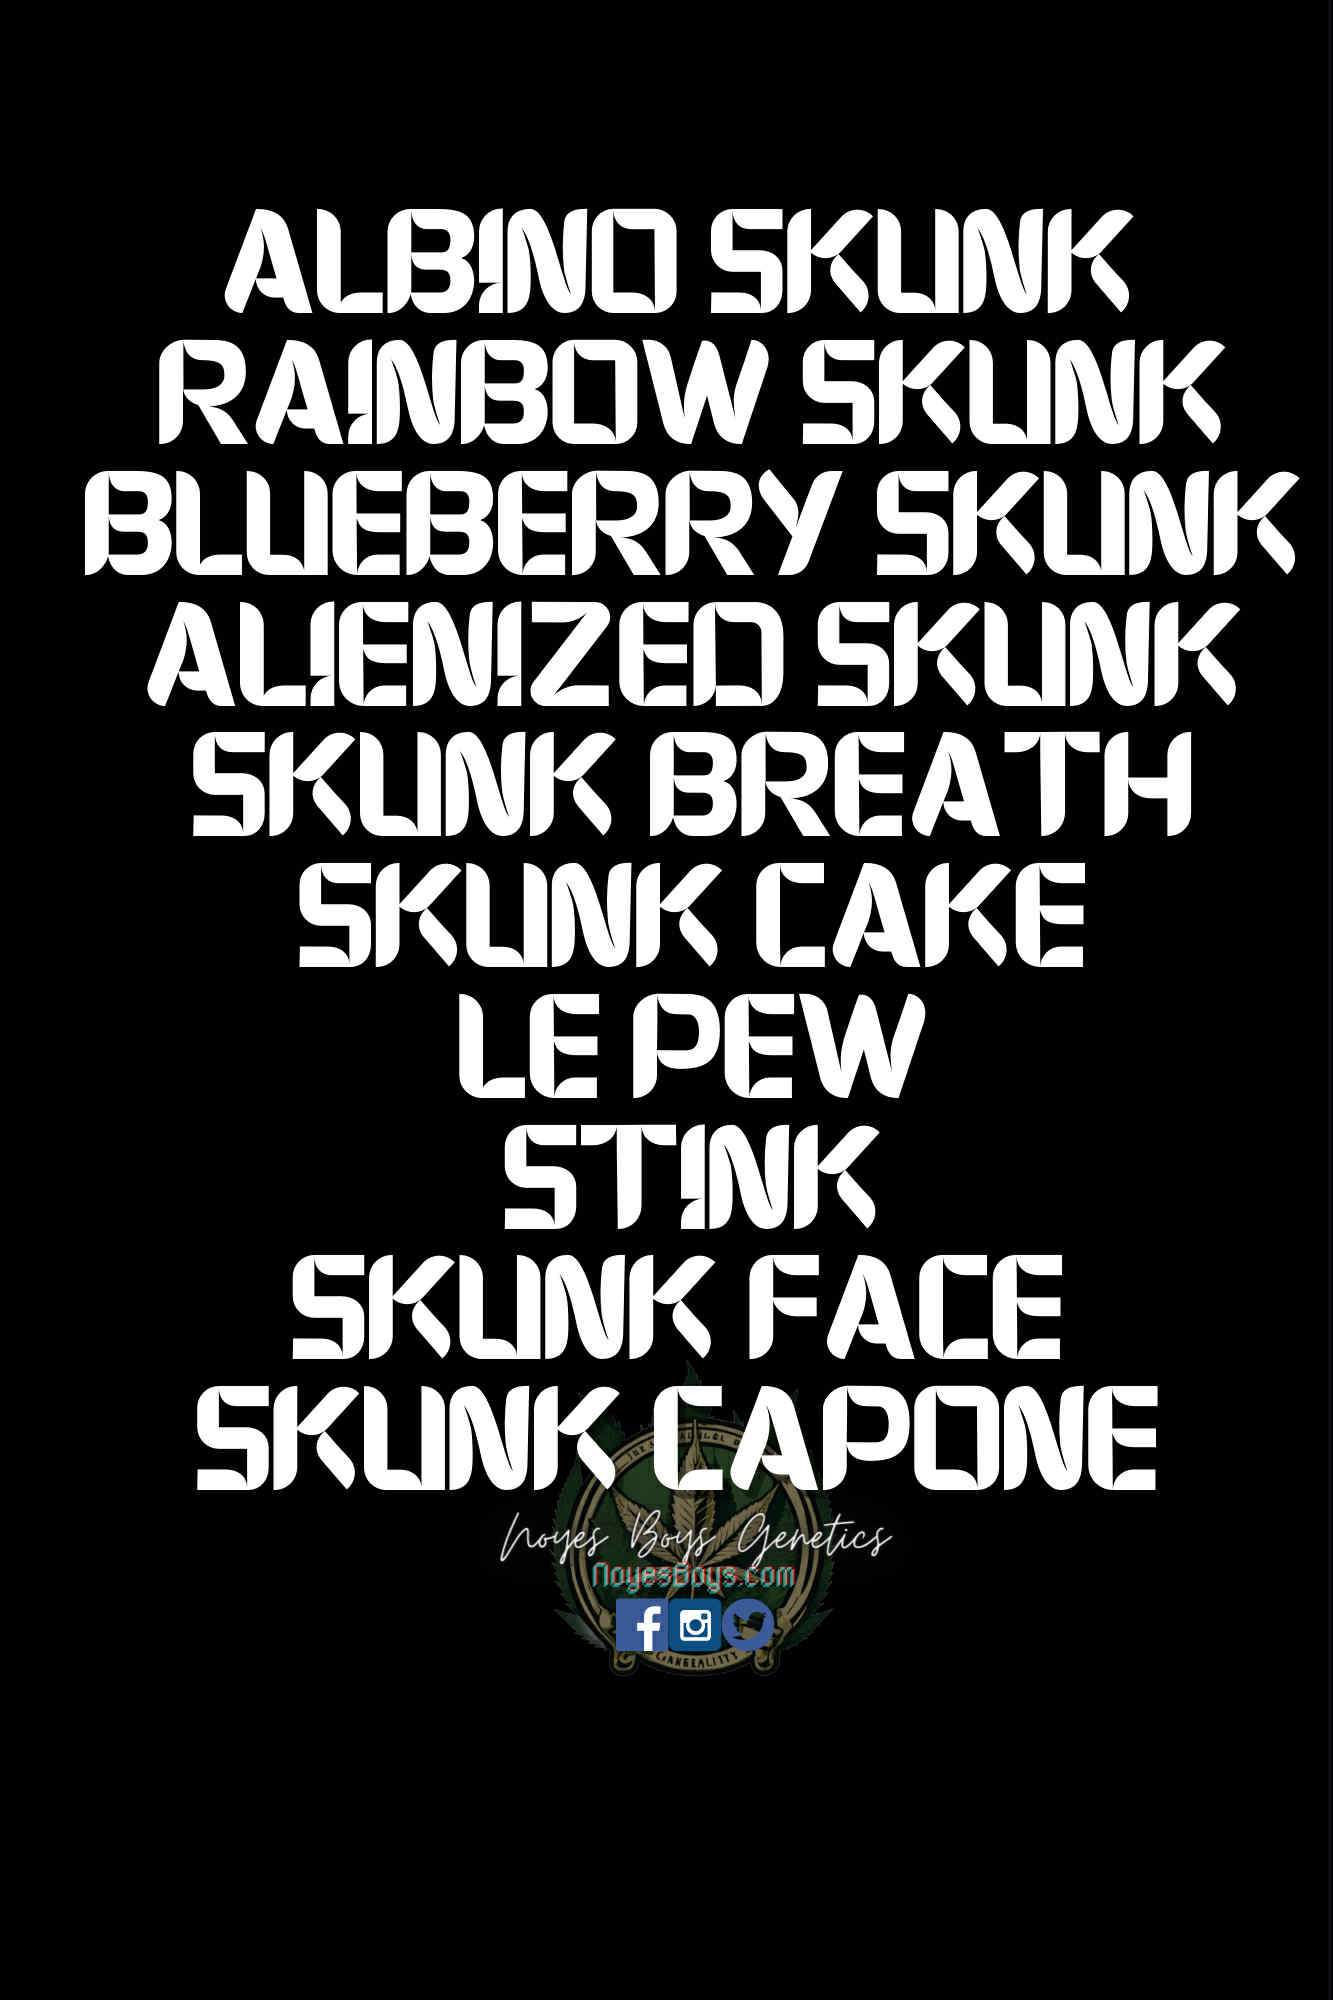 ALBINO SKUNK
RAINBOW SKUNK
BLUEBERRY SKUNK
ALIENIZED SKUNK
SKUNK BREATH
SKUNK CAKE
LE PEW
STINK
SKUNK FACE
SKUNK CAPONE
Noyes Boys Genetics
NoyesBoys.com